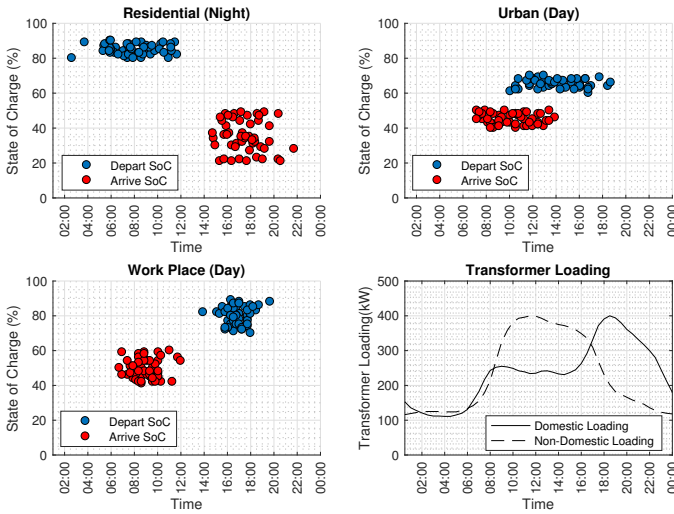 Residential (Night)
State of Charge (%)
100
80
60
40
20
0
Depart SoC
Arrive SoC
02:00 04:00 06:00 08:00 10:00 12:00 14:00 16:00 18:00 20:00 22:00 00:00
Time
Urban (Day)
State of Charge (%)
100
80
60
40
20
0
Depart SoC
Arrive SoC
02:00 04:00 06:00 08:00 10:00 12:00 14:00 16:00 18:00 20:00 22:00 00:00
Time
Work Place (Day)
State of Charge (%)
100
80
60
40
20
0
Depart SoC
Arrive SoC
02:00 04:00 06:00 08:00 10:00 12:00 14:00 16:00 18:00 20:00 22:00 00:00
Time
Transformer Loading
Transformer Loading(kW)
500
400
300
200
100
0
Domestic Loading
Non-Domestic Loading
02:00 04:00 06:00 08:00 10:00 12:00 14:00 16:00 18:00 20:00 22:00 00:00
Time